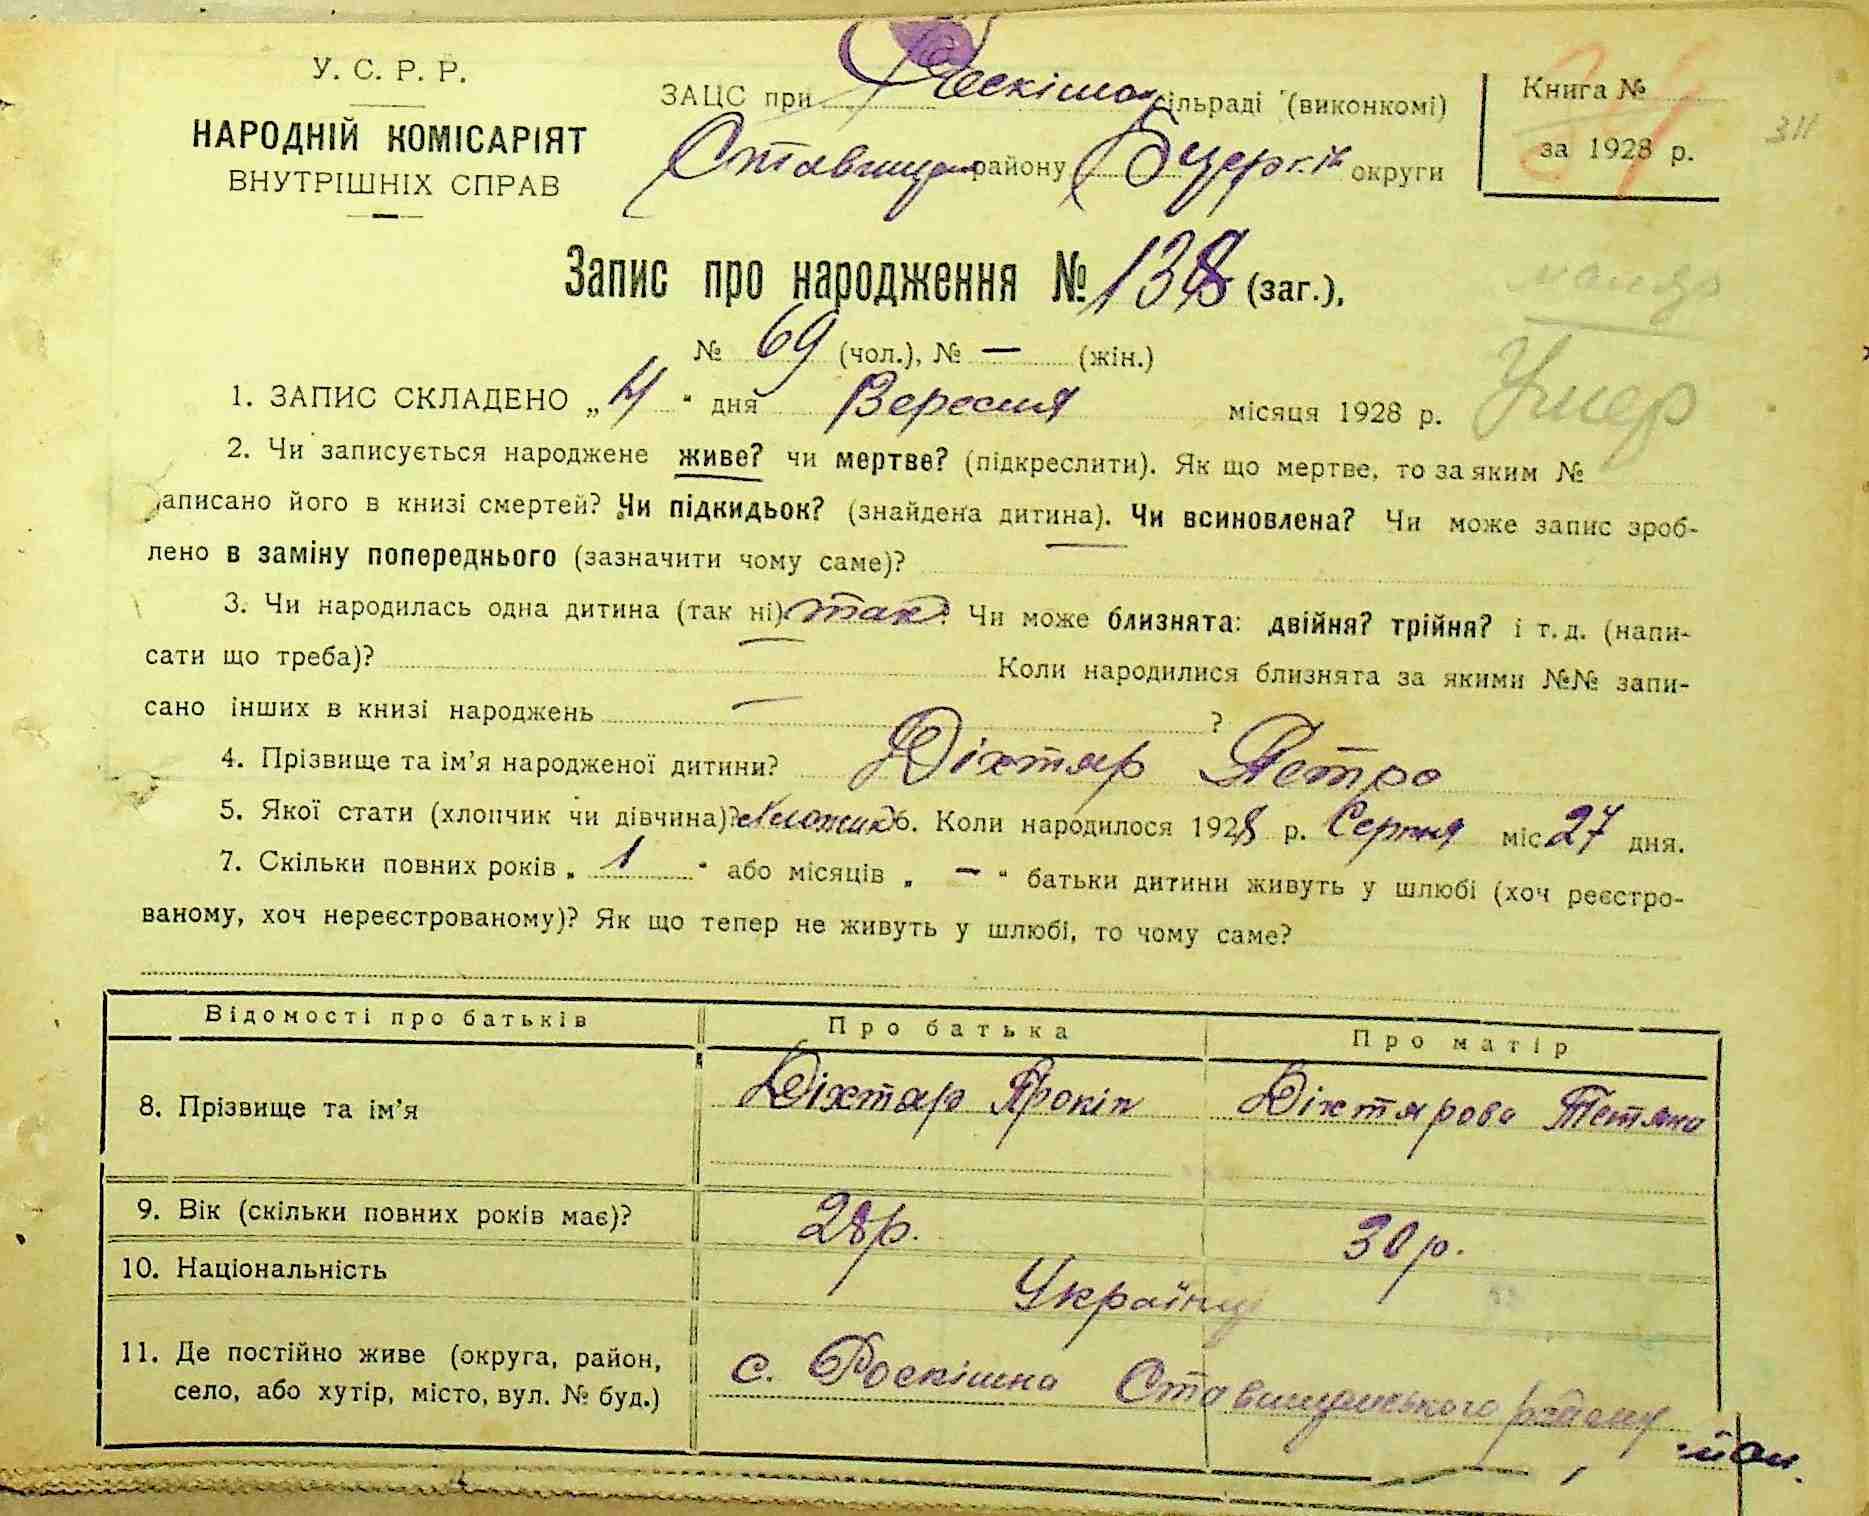 У. С. Р. Р.
НАРОДНІЙ КОМІСАРІЯТ
ВНУТРІШНІХ СПРАВ
ЗАЦС при Роскішн. сільраді (виконкомі)
Ставищан району Б Церків округи
Книга №
за 1928 р.
311
Запис про народження № 138 (заг.),
№ 69 (чол.), № — (жін.)
Умер
1. ЗАПИС СКЛАДЕНО „4" дня Вересня місяця 1928 р.
2. Чи записується народжене живе? чи мертве? (підкреслити). Як що мертве, то за яким №
записано його в книзі смертей? Чи підкидьок? (знайдена дитина). Чи всиновлена? Чи може запис зроб-
лено в заміну попереднього (зазначити чому саме)? —
3. Чи народилась одна дитина (так ні) так? Чи може близнята: двійня? трійня? і т. д. (напи-
сати що треба)? — Коли народилися близнята за якими №№ запи-
сано інших в книзі народжень — ?
4. Прізвище та ім'я народженої дитини? Діхтяр Петро
5. Якої стати (хлопчик чи дівчина)? хлопчик 6. Коли народилося 1928 р. Серпня міс. 27 дня.
7. Скільки повних років „ 1 " або місяців „ — " батьки дитини живуть у шлюбі (хоч реєстро-
ваному, хоч нереєстрованому)? Як що тепер не живуть у шлюбі, то чому саме?
Відомості про батьків Про батька Про матір
8. Прізвище та ім'я Діхтяр Прокіп Діхтярова Тетяна
9. Вік (скільки повних років має)? 28 р. 30 р.
10. Національність Українці
11. Де постійно живе (округа, район,
село, або хутір, місто, вул. № буд.)
с. Роскішна Ставищанського району